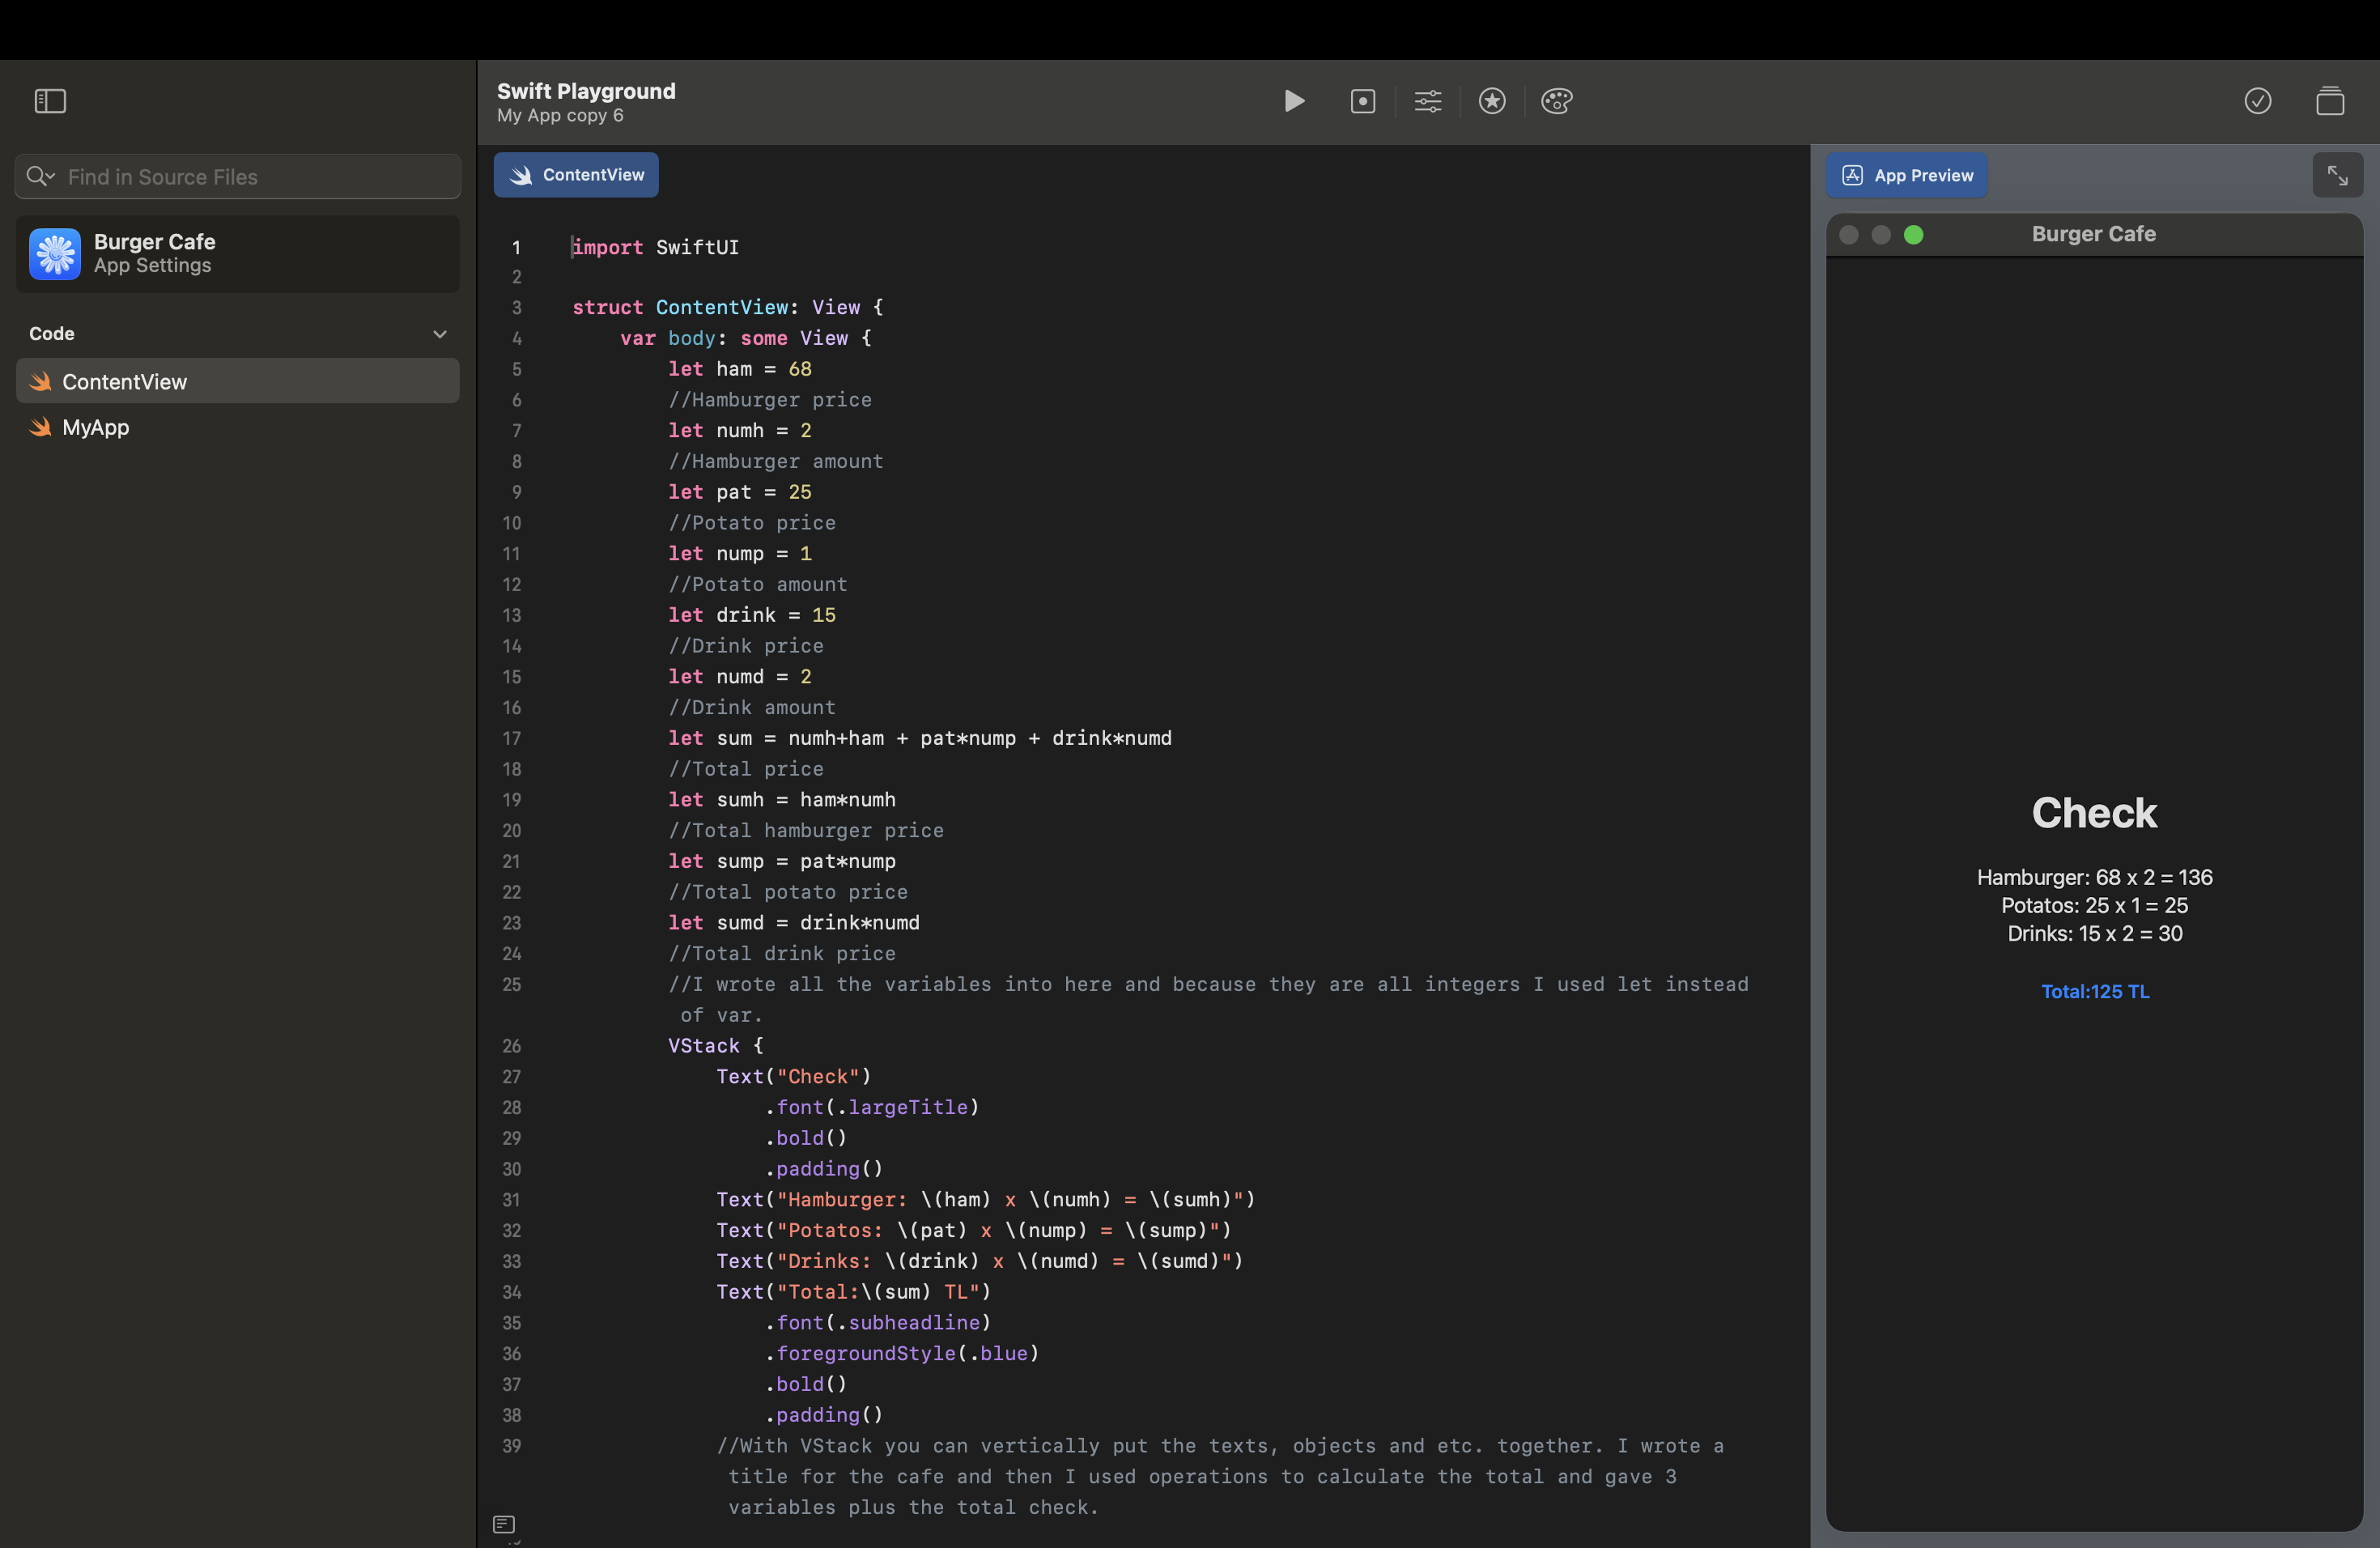 Swift Playground
My App copy 6
Find in Source Files
Burger Cafe
App Settings
Code
ContentView
MyApp
ContentView
1 import SwiftUI
2
3 struct ContentView: View {
4 var body: some View {
5 let ham = 68
6 //Hamburger price
7 let numh = 2
8 //Hamburger amount
9 let pat = 25
10 //Potato price
11 let nump = 1
12 //Potato amount
13 let drink = 15
14 //Drink price
15 let numd = 2
16 //Drink amount
17 let sum = numh+ham + pat*nump + drink*numd
18 //Total price
19 let sumh = ham*numh
20 //Total hamburger price
21 let sump = pat*nump
22 //Total potato price
23 let sumd = drink*numd
24 //Total drink price
25 //I wrote all the variables into here and because they are all integers I used let instead
of var.
26 VStack {
27 Text("Check")
28 .font(.largeTitle)
29 .bold()
30 .padding()
31 Text("Hamburger: \(ham) x \(numh) = \(sumh)")
32 Text("Potatos: \(pat) x \(nump) = \(sump)")
33 Text("Drinks: \(drink) x \(numd) = \(sumd)")
34 Text("Total:\(sum) TL")
35 .font(.subheadline)
36 .foregroundStyle(.blue)
37 .bold()
38 .padding()
39 //With VStack you can vertically put the texts, objects and etc. together. I wrote a
title for the cafe and then I used operations to calculate the total and gave 3
variables plus the total check.
App Preview
Burger Cafe
Check
Hamburger: 68 x 2 = 136
Potatos: 25 x 1 = 25
Drinks: 15 x 2 = 30
Total:125 TL